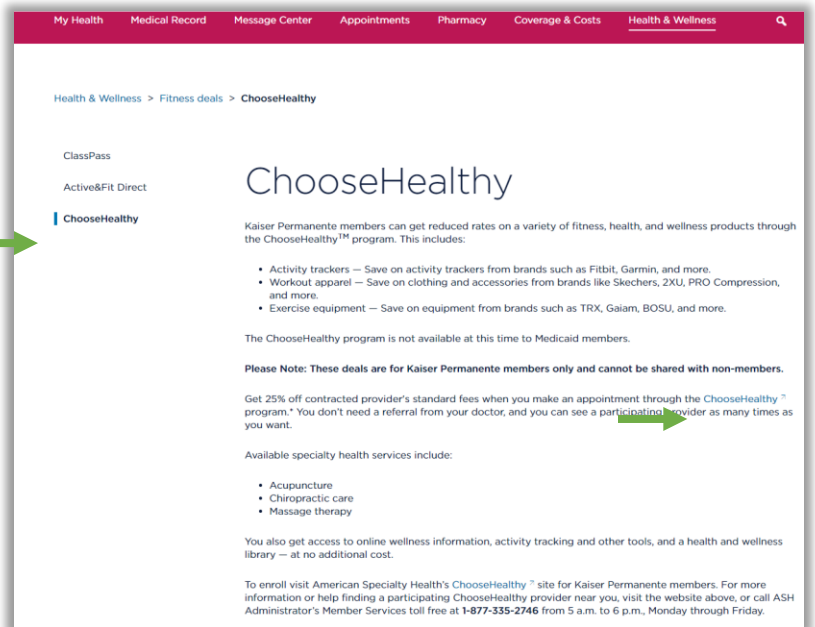 My Health Medical Record Message Center Appointments Pharmacy Coverage & Costs Health & Wellness
Health & Wellness > Fitness deals > ChooseHealthy
ClassPass
Active&Fit Direct
ChooseHealthy
ChooseHealthy
Kaiser Permanente members can get reduced rates on a variety of fitness, health, and wellness products through
the ChooseHealthy™ program. This includes:
• Activity trackers — Save on activity trackers from brands such as Fitbit, Garmin, and more.
• Workout apparel — Save on clothing and accessories from brands like Skechers, 2XU, PRO Compression,
and more.
• Exercise equipment — Save on equipment from brands such as TRX, Gaiam, BOSU, and more.
The ChooseHealthy program is not available at this time to Medicaid members.
Please Note: These deals are for Kaiser Permanente members only and cannot be shared with non-members.
Get 25% off contracted provider's standard fees when you make an appointment through the ChooseHealthy
program.* You don't need a referral from your doctor, and you can see a participating provider as many times as
you want.
Available specialty health services include:
• Acupuncture
• Chiropractic care
• Massage therapy
You also get access to online wellness information, activity tracking and other tools, and a health and wellness
library — at no additional cost.
To enroll visit American Specialty Health's ChooseHealthy site for Kaiser Permanente members. For more
information or help finding a participating ChooseHealthy provider near you, visit the website above, or call ASH
Administrator's Member Services toll free at 1-877-335-2746 from 5 a.m. to 6 p.m., Monday through Friday.